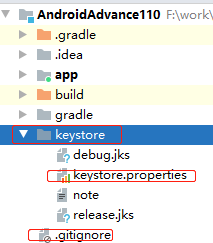 AndroidAdvance110 F:\work\
.gradle
.idea
app
build
gradle
keystore
debug.jks
keystore.properties
note
release.jks
.gitignore